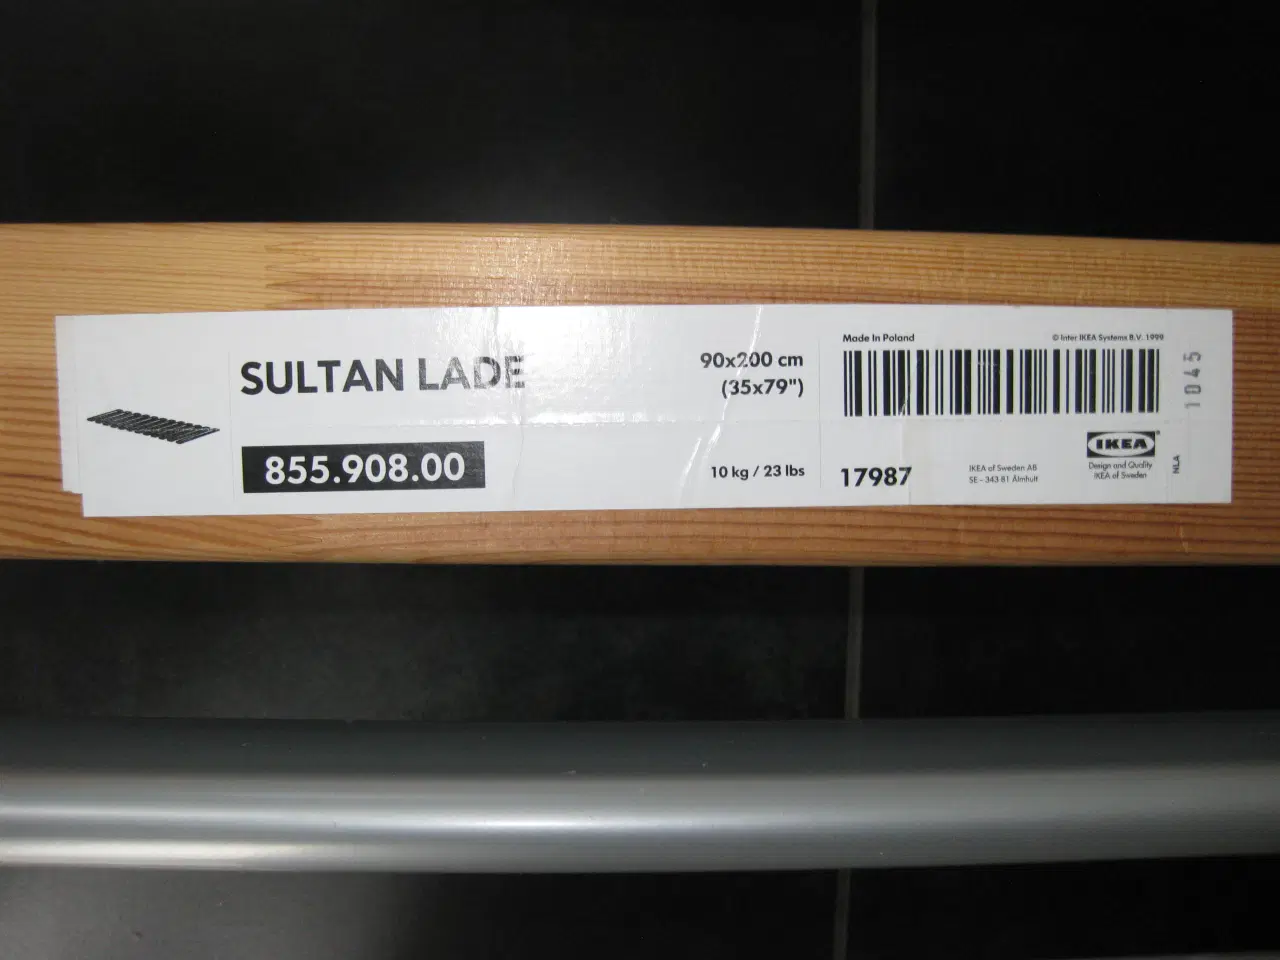 SULTAN LADE
855.908.00
90x200 cm
(35x79")
10 kg / 23 lbs
Made In Poland
© Inter IKEA Systems B.V. 1999
17987
IKEA of Sweden AB
SE - 343 81 Älmhult
IKEA®
Design and Quality
IKEA of Sweden
1045
NLA